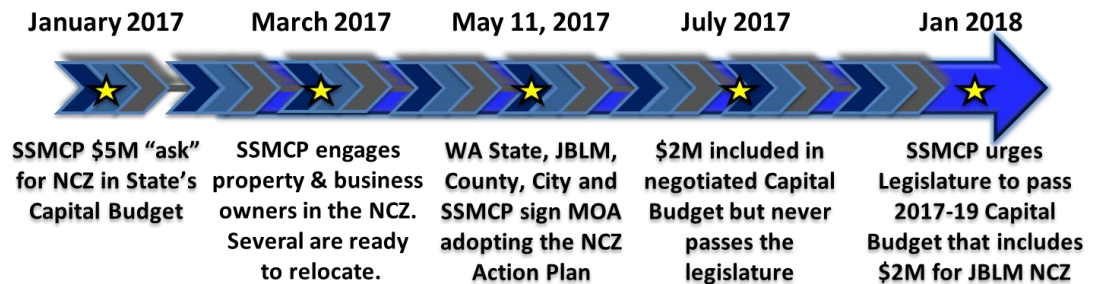 January 2017
March 2017
May 11, 2017
July 2017
Jan 2018
SSMCP $5M “ask”
for NCZ in State’s
Capital Budget
SSMCP engages
property & business
owners in the NCZ.
Several are ready
to relocate.
WA State, JBLM,
County, City and
SSMCP sign MOA
adopting the NCZ
Action Plan
$2M included in
negotiated Capital
Budget but never
passes the
legislature
SSMCP urges
Legislature to pass
2017-19 Capital
Budget that includes
$2M for JBLM NCZ